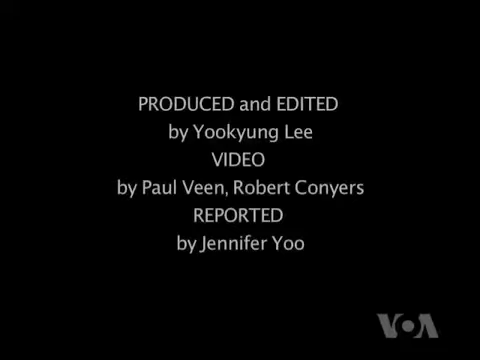 PRODUCED and EDITED
by Yookyung Lee
VIDEO
by Paul Veen, Robert Conyers
REPORTED
by Jennifer Yoo
VOA